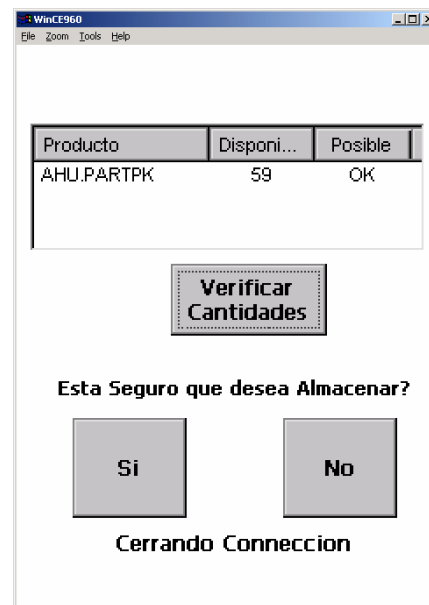 WinCE960
File Zoom Tools Help
Producto Disponi... Posible
AHU.PARTPK 59 OK
Verificar
Cantidades
Esta Seguro que desea Almacenar?
Si No
Cerrando Conneccion